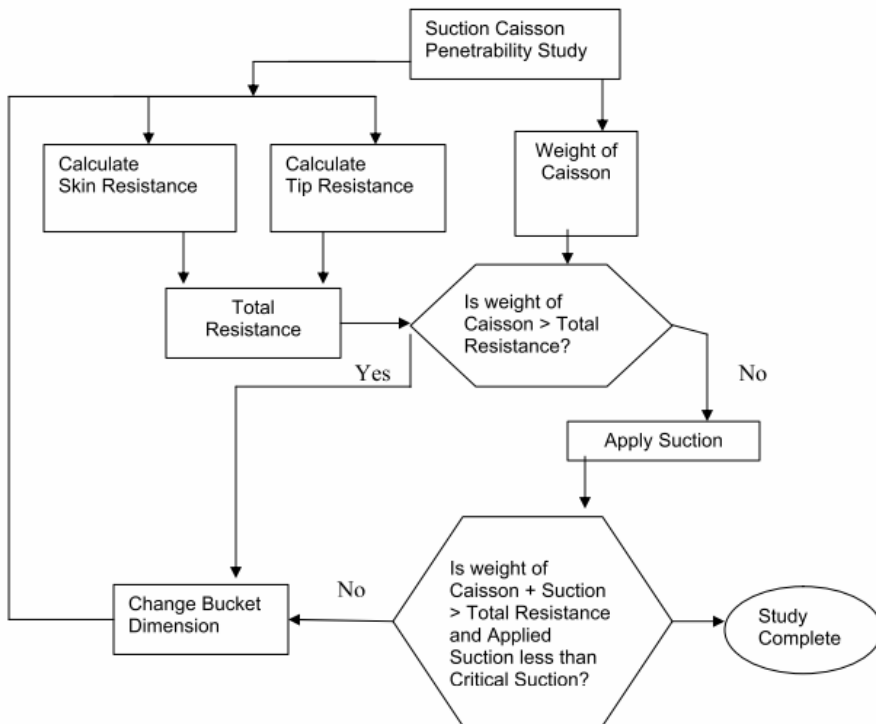 Suction Caisson
Penetrability Study
Calculate
Skin Resistance
Calculate
Tip Resistance
Weight of
Caisson
Total
Resistance
Is weight of
Caisson > Total
Resistance?
Yes
No
Apply Suction
Change Bucket
Dimension
No
Is weight of
Caisson + Suction
> Total Resistance
and Applied
Suction less than
Critical Suction?
Study
Complete